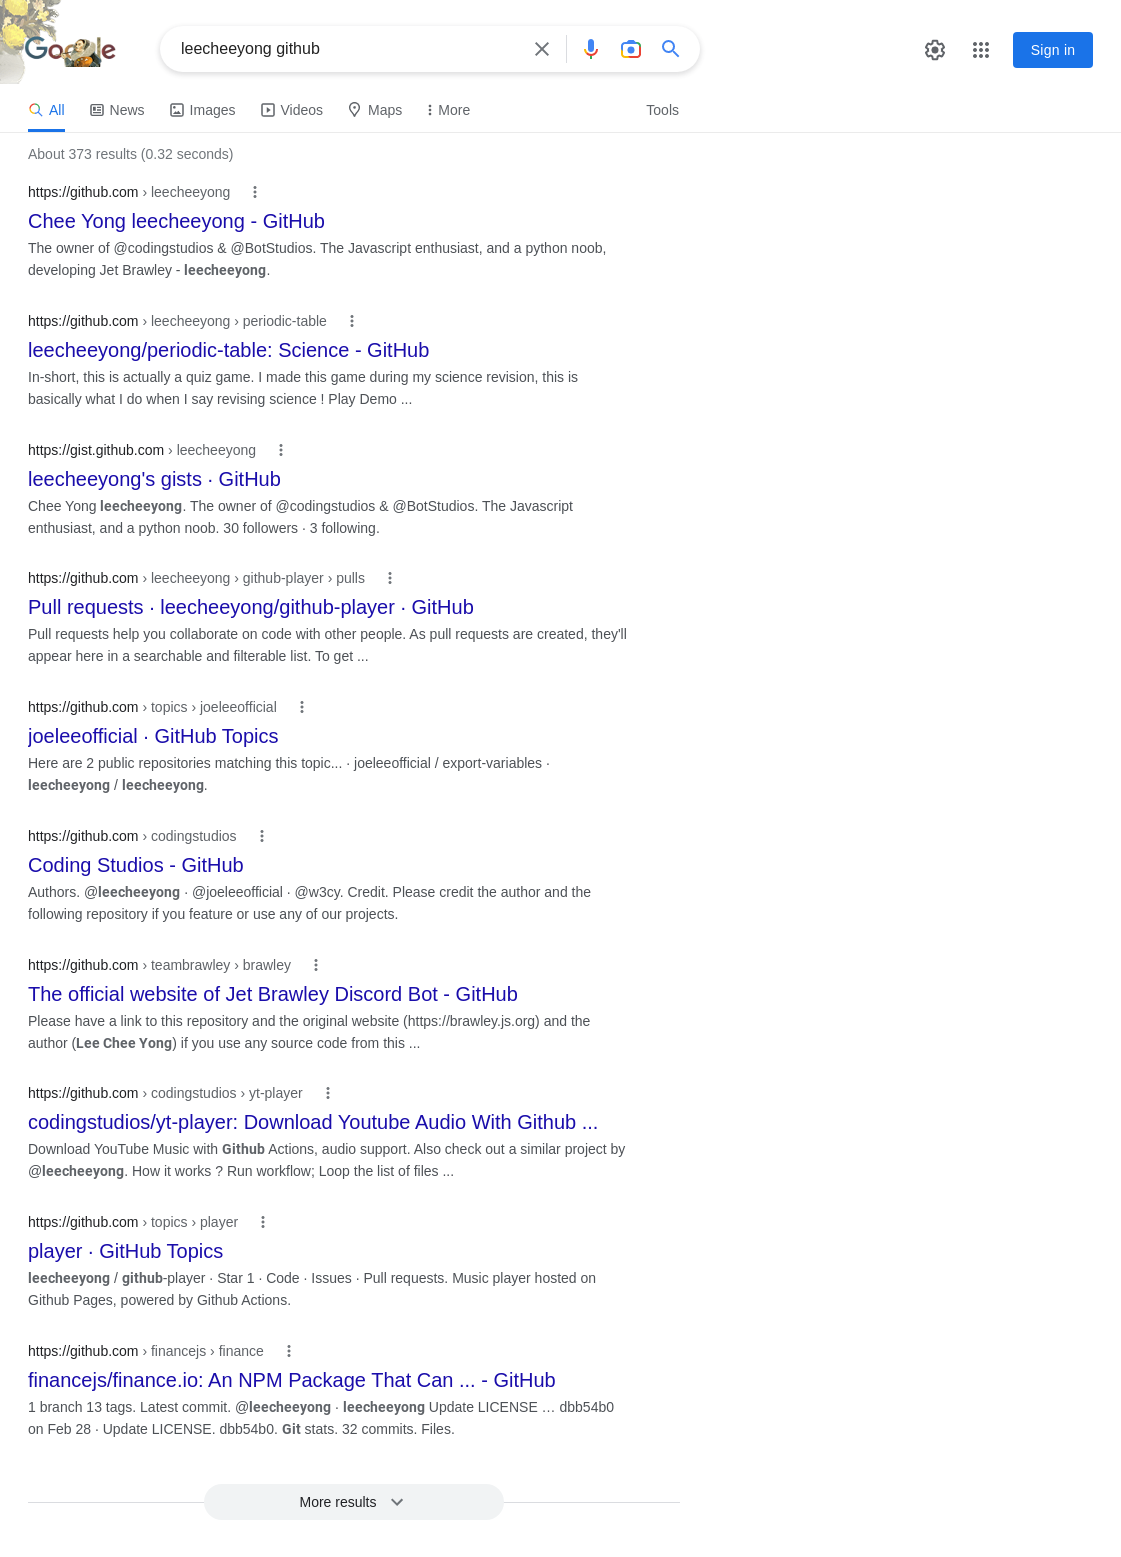 Google
leecheeyong github
Sign in
All News Images Videos Maps More Tools
About 373 results (0.32 seconds)
https://github.com › leecheeyong
Chee Yong leecheeyong - GitHub
The owner of @codingstudios & @BotStudios. The Javascript enthusiast, and a python noob,
developing Jet Brawley - leecheeyong.
https://github.com › leecheeyong › periodic-table
leecheeyong/periodic-table: Science - GitHub
In-short, this is actually a quiz game. I made this game during my science revision, this is
basically what I do when I say revising science ! Play Demo ...
https://gist.github.com › leecheeyong
leecheeyong's gists · GitHub
Chee Yong leecheeyong. The owner of @codingstudios & @BotStudios. The Javascript
enthusiast, and a python noob. 30 followers · 3 following.
https://github.com › leecheeyong › github-player › pulls
Pull requests · leecheeyong/github-player · GitHub
Pull requests help you collaborate on code with other people. As pull requests are created, they'll
appear here in a searchable and filterable list. To get ...
https://github.com › topics › joeleeofficial
joeleeofficial · GitHub Topics
Here are 2 public repositories matching this topic... · joeleeofficial / export-variables ·
leecheeyong / leecheeyong.
https://github.com › codingstudios
Coding Studios - GitHub
Authors. @leecheeyong · @joeleeofficial · @w3cy. Credit. Please credit the author and the
following repository if you feature or use any of our projects.
https://github.com › teambrawley › brawley
The official website of Jet Brawley Discord Bot - GitHub
Please have a link to this repository and the original website (https://brawley.js.org) and the
author (Lee Chee Yong) if you use any source code from this ...
https://github.com › codingstudios › yt-player
codingstudios/yt-player: Download Youtube Audio With Github ...
Download YouTube Music with Github Actions, audio support. Also check out a similar project by
@leecheeyong. How it works ? Run workflow; Loop the list of files ...
https://github.com › topics › player
player · GitHub Topics
leecheeyong / github-player · Star 1 · Code · Issues · Pull requests. Music player hosted on
Github Pages, powered by Github Actions.
https://github.com › financejs › finance
financejs/finance.io: An NPM Package That Can ... - GitHub
1 branch 13 tags. Latest commit. @leecheeyong · leecheeyong Update LICENSE … dbb54b0
on Feb 28 · Update LICENSE. dbb54b0. Git stats. 32 commits. Files.
More results